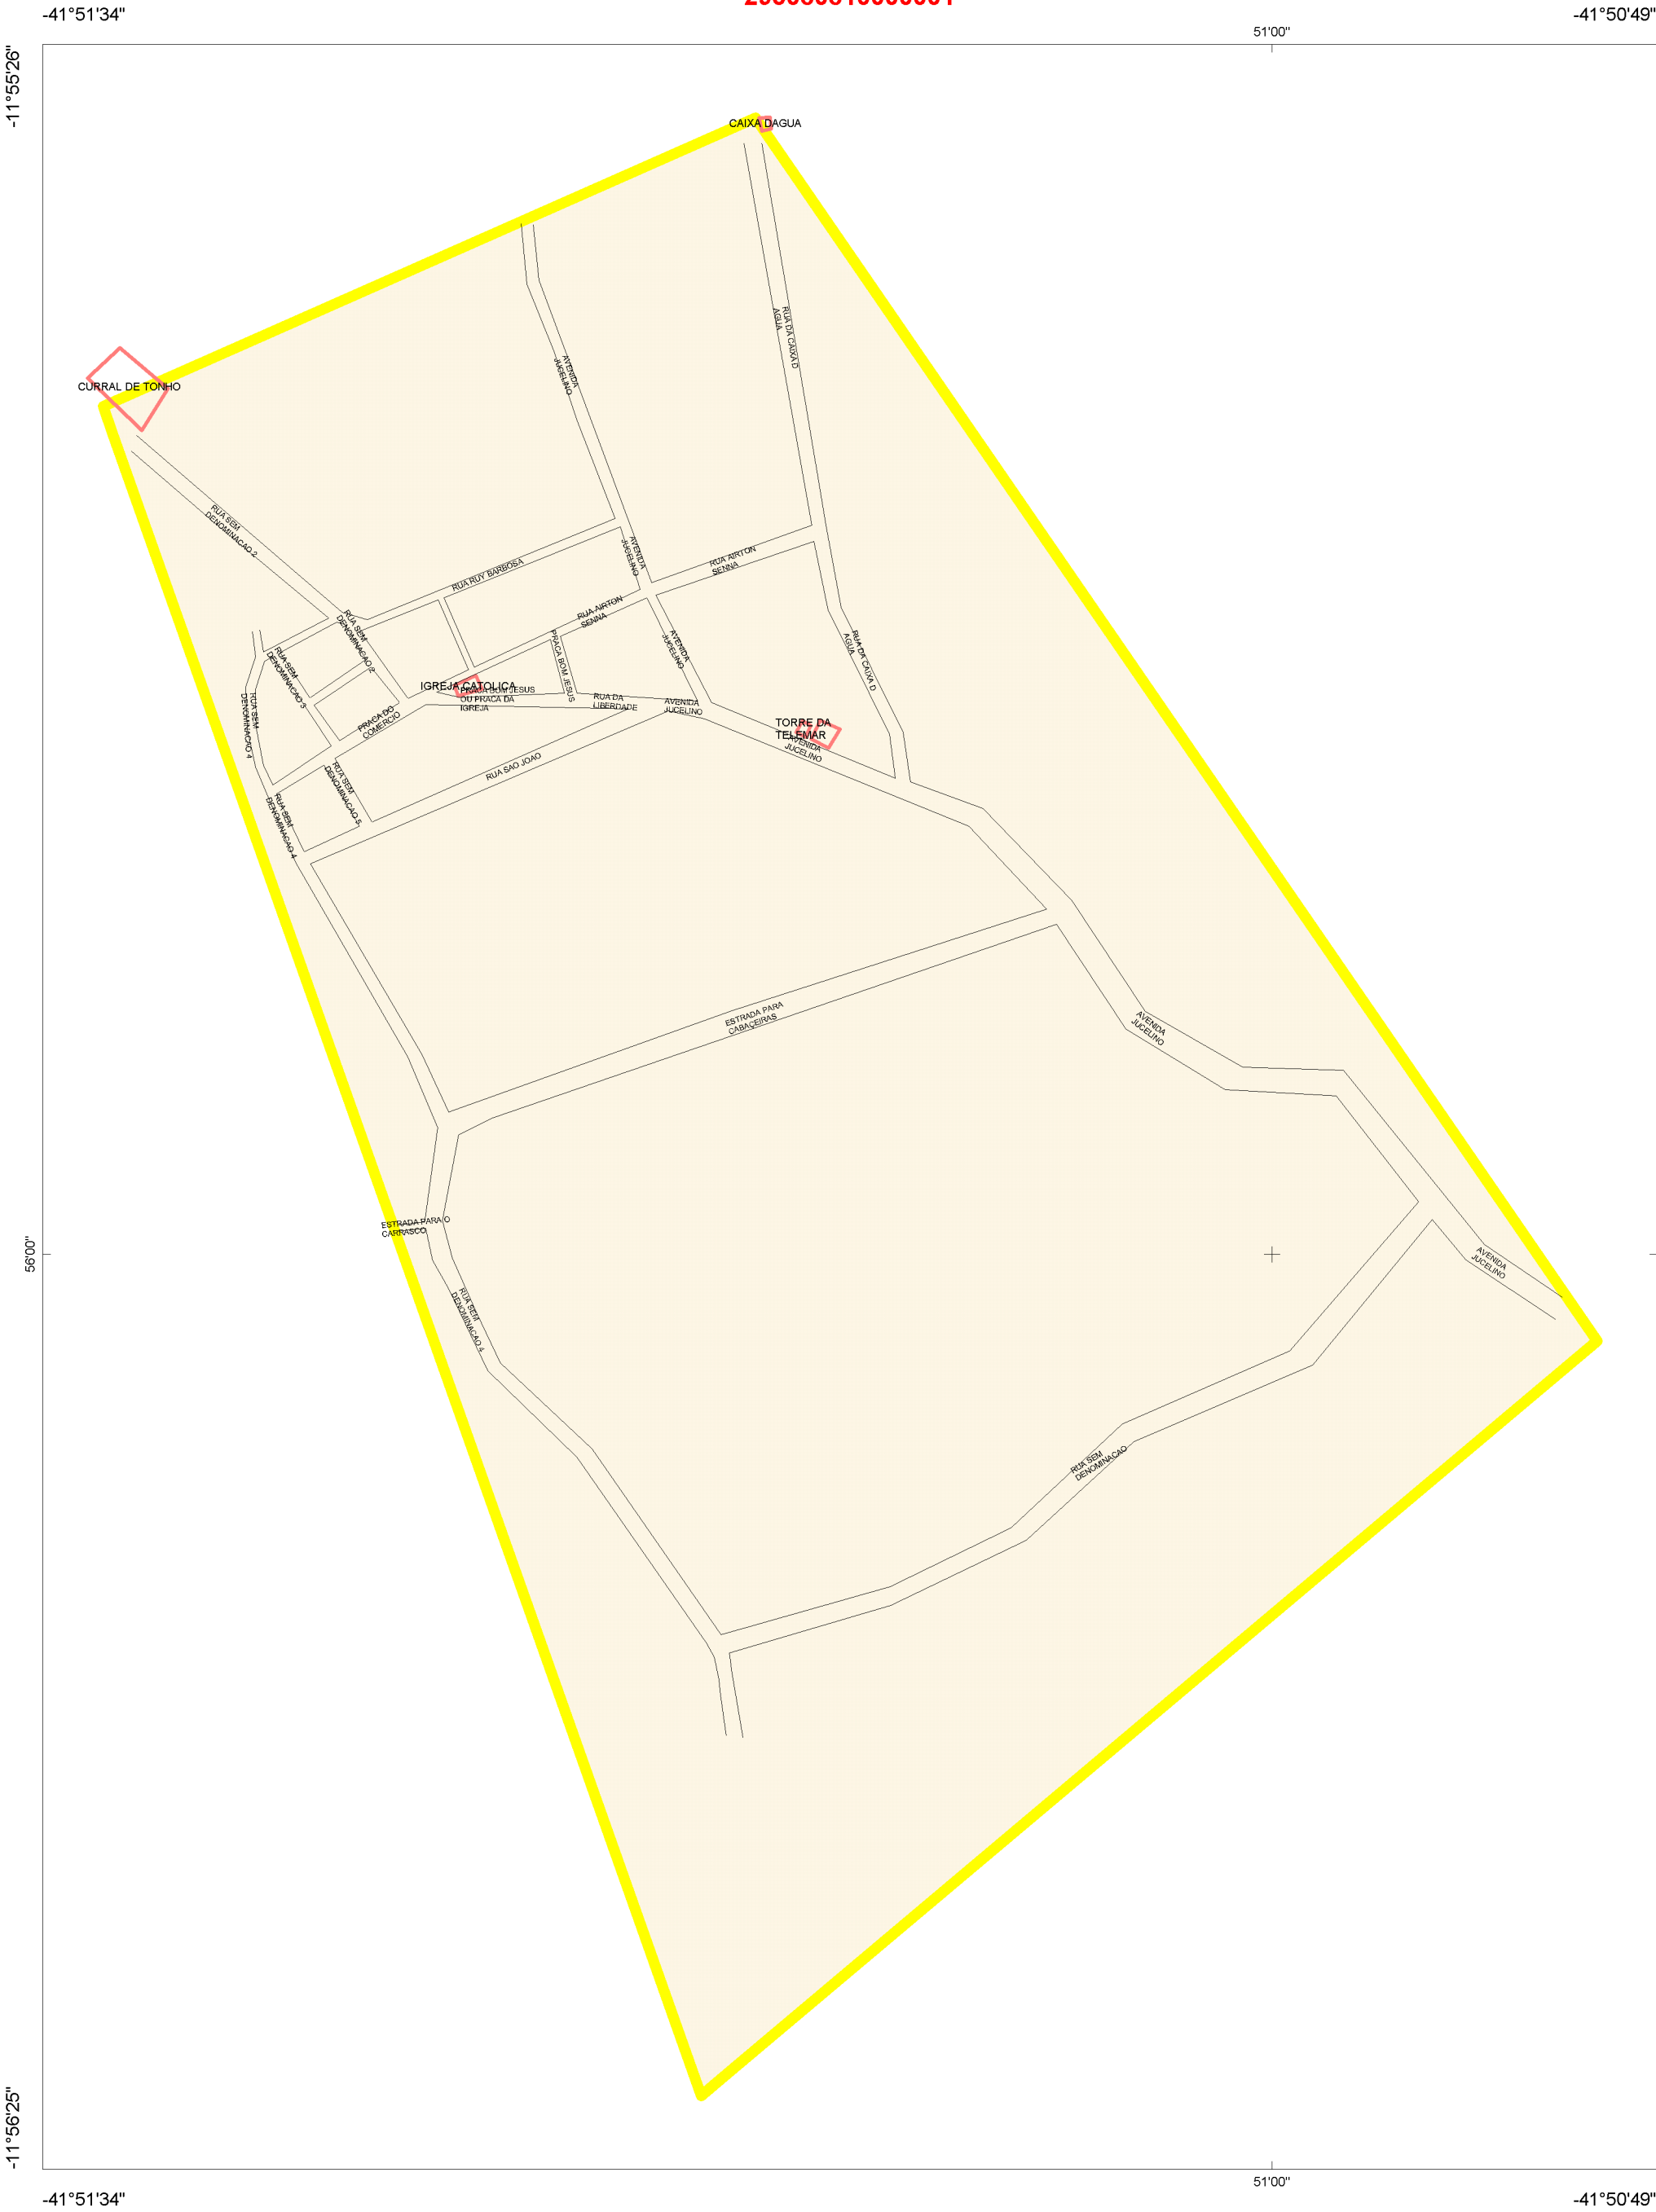 -41°51'34"
-41°50'49"
51'00"
-11°55'26"
CAIXA DAGUA
RUA DA CAIXA D
AGUA
AVENIDA
JUCELINO
CURRAL DE TONHO
RUA SEM
DENOMINACAO 2
AVENIDA
JUCELINO
RUA AIRTON
SENNA
RUA RUY BARBOSA
RUA AIRTON
SENNA
RUA SEM
DENOMINACAO 2
RUA SEM
DENOMINACAO 3
PRACA BOM JESUS
AVENIDA
JUCELINO
RUA DA CAIXA D
AGUA
IGREJA CATOLICA
PRACA BOM JESUS
OU PRACA DA
IGREJA
RUA DA
LIBERDADE
AVENIDA
JUCELINO
RUA SEM
DENOMINACAO 4
PRACA DO
COMERCIO
TORRE DA
TELEMAR
AVENIDA
JUCELINO
RUA SAO JOAO
RUA SEM
DENOMINACAO 5
RUA SEM
DENOMINACAO 4
ESTRADA PARA
CABAÇEIRAS
AVENIDA
JUCELINO
ESTRADA PARA O
CARRASCO
56'00"
AVENIDA
JUCELINO
RUA SEM
DENOMINACAO 4
RUA SEM
DENOMINACAO
-11°56'25"
51'00"
-41°51'34"
-41°50'49"